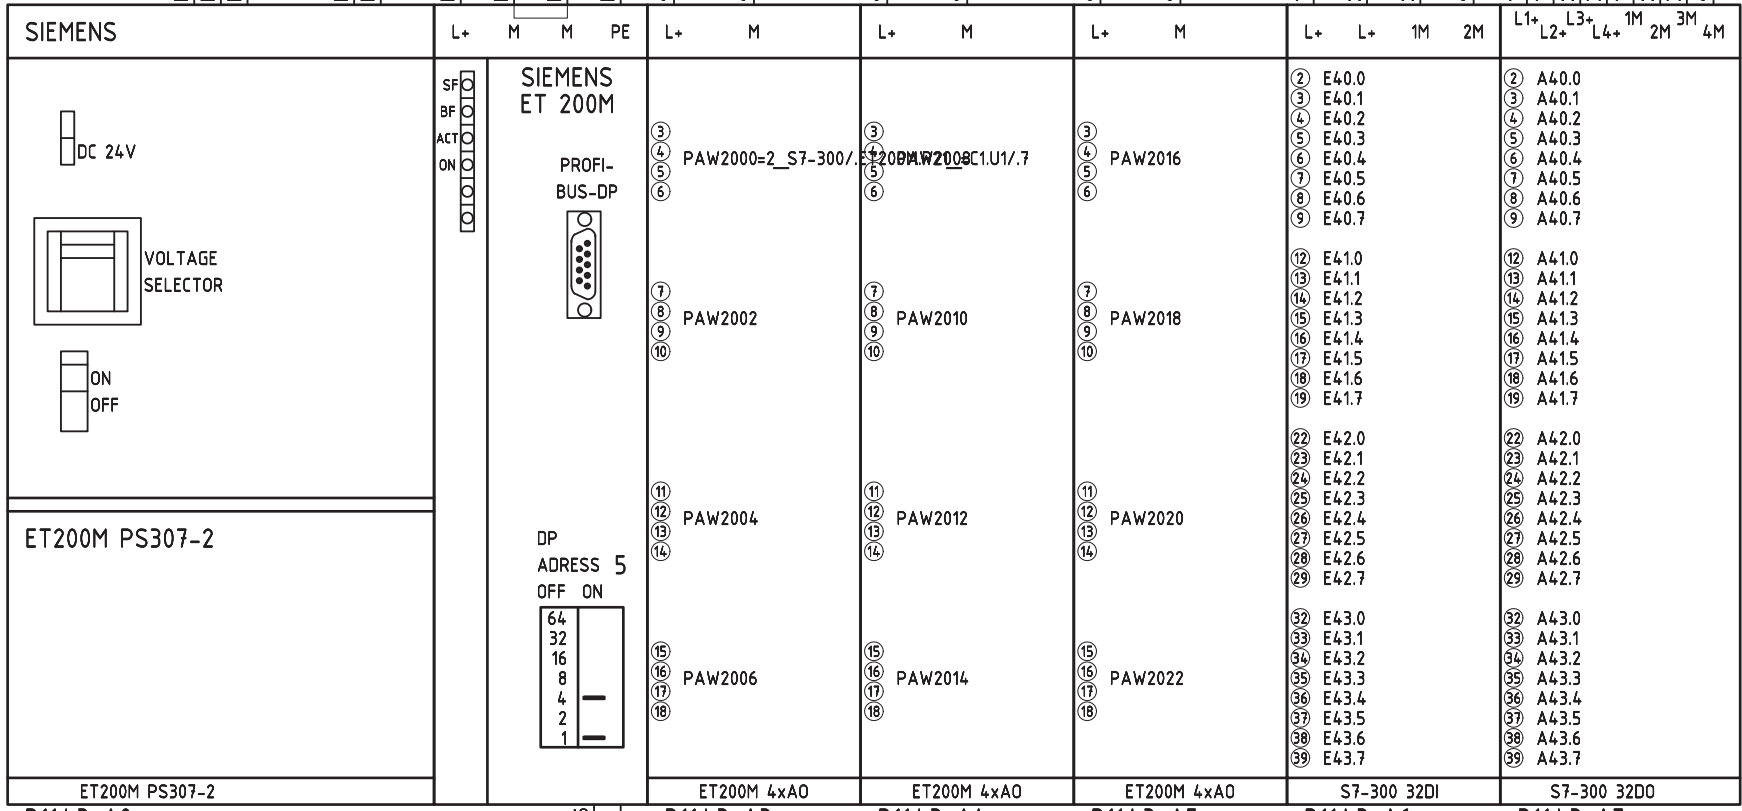 SIEMENS
L+ M M PE
L+ M
L+ M
L+ M
L+ L+ 1M 2M
L1+ L2+ L3+ L4+ 1M 2M 3M 4M
DC 24V
VOLTAGE
SELECTOR
ON
OFF
ET200M PS307-2
ET200M PS307-2
SF
BF
ACT
ON
SIEMENS
ET 200M
PROFI-
BUS-DP
DP
ADRESS 5
OFF ON
64
32
16
8
4
2
1
3
4 PAW2000=2_S7-300/.
5
6
7
8 PAW2002
9
10
11
12 PAW2004
13
14
15
16 PAW2006
17
18
ET200M 4xAO
3
4
5
6
7
8 PAW2010
9
10
11
12 PAW2012
13
14
15
16 PAW2014
17
18
ET200M 4xAO
3
4 PAW2016
5
6
7
8 PAW2018
9
10
11
12 PAW2020
13
14
15
16 PAW2022
17
18
ET200M 4xAO
2 E40.0
3 E40.1
4 E40.2
5 E40.3
6 E40.4
7 E40.5
8 E40.6
9 E40.7
12 E41.0
13 E41.1
14 E41.2
15 E41.3
16 E41.4
17 E41.5
18 E41.6
19 E41.7
22 E42.0
23 E42.1
24 E42.2
25 E42.3
26 E42.4
27 E42.5
28 E42.6
29 E42.7
32 E43.0
33 E43.1
34 E43.2
35 E43.3
36 E43.4
37 E43.5
38 E43.6
39 E43.7
S7-300 32DI
2 A40.0
3 A40.1
4 A40.2
5 A40.3
6 A40.4
7 A40.5
8 A40.6
9 A40.7
12 A41.0
13 A41.1
14 A41.2
15 A41.3
16 A41.4
17 A41.5
18 A41.6
19 A41.7
22 A42.0
23 A42.1
24 A42.2
25 A42.3
26 A42.4
27 A42.5
28 A42.6
29 A42.7
32 A43.0
33 A43.1
34 A43.2
35 A43.3
36 A43.4
37 A43.5
38 A43.6
39 A43.7
S7-300 32DO